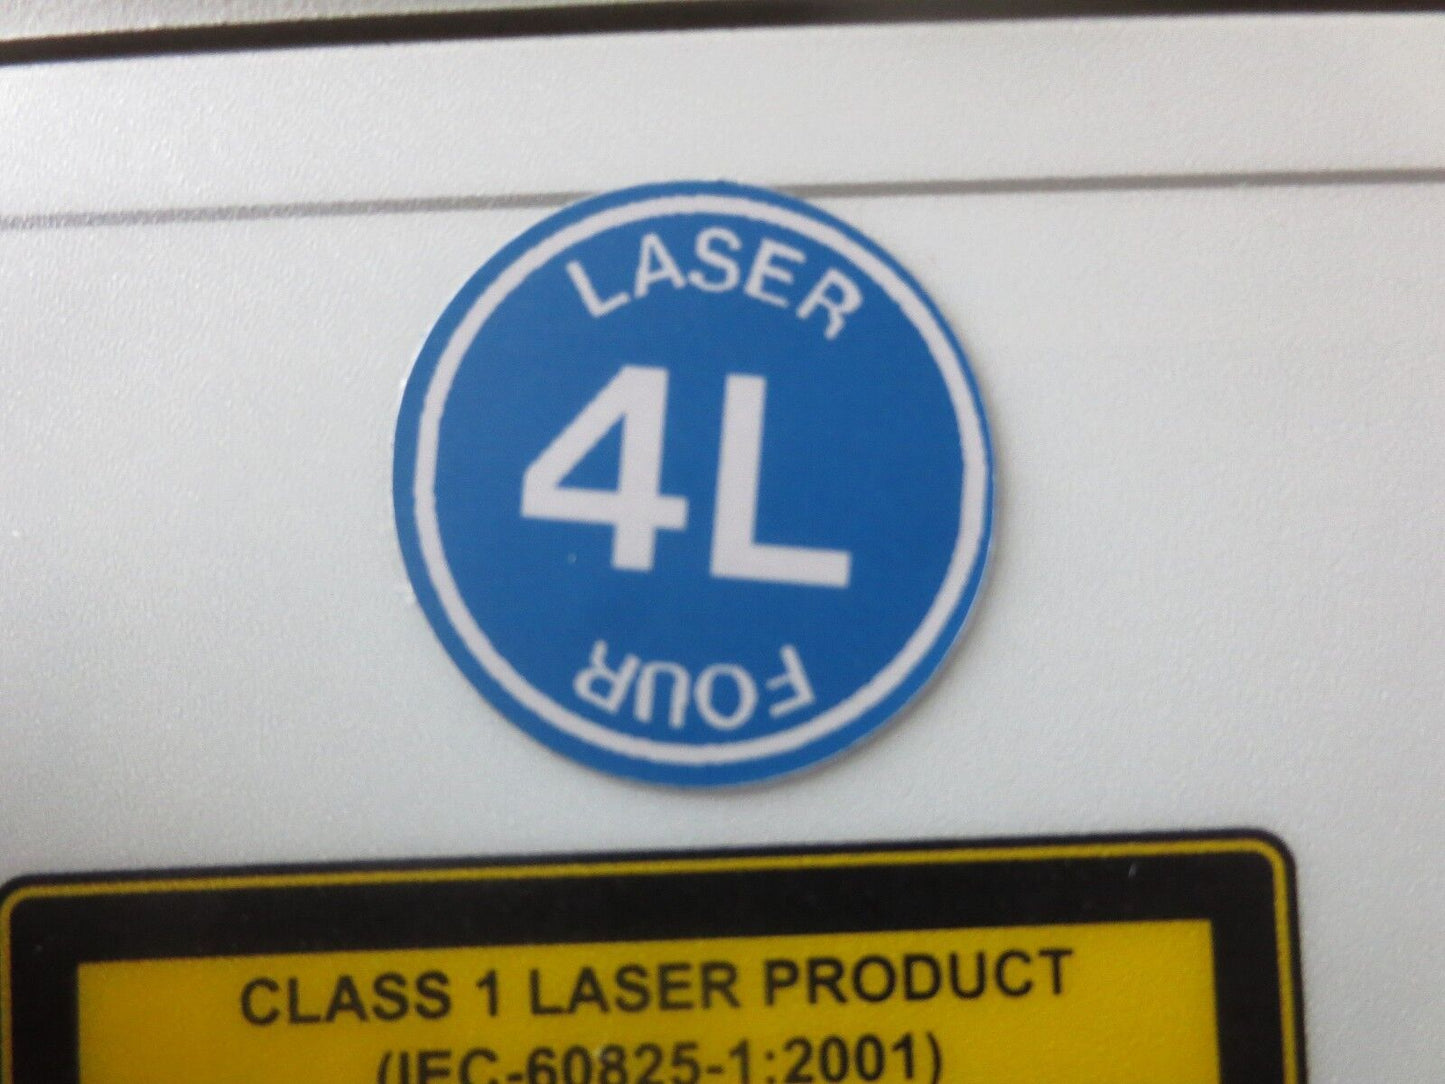 LASER
4L
FOUR
CLASS 1 LASER PRODUCT
(IEC-60825-1:2001)